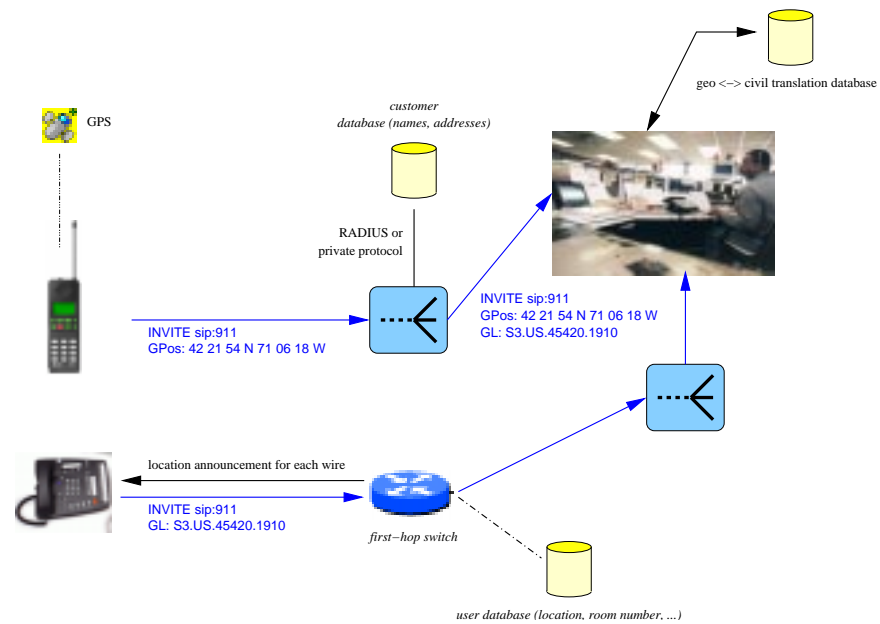 geo <−> civil translation database
GPS
customer
database (names, addresses)
RADIUS or
private protocol
INVITE sip:911
GPos: 42 21 54 N 71 06 18 W
INVITE sip:911
GPos: 42 21 54 N 71 06 18 W
GL: S3.US.45420.1910
location announcement for each wire
INVITE sip:911
GL: S3.US.45420.1910
first−hop switch
user database (location, room number, ...)